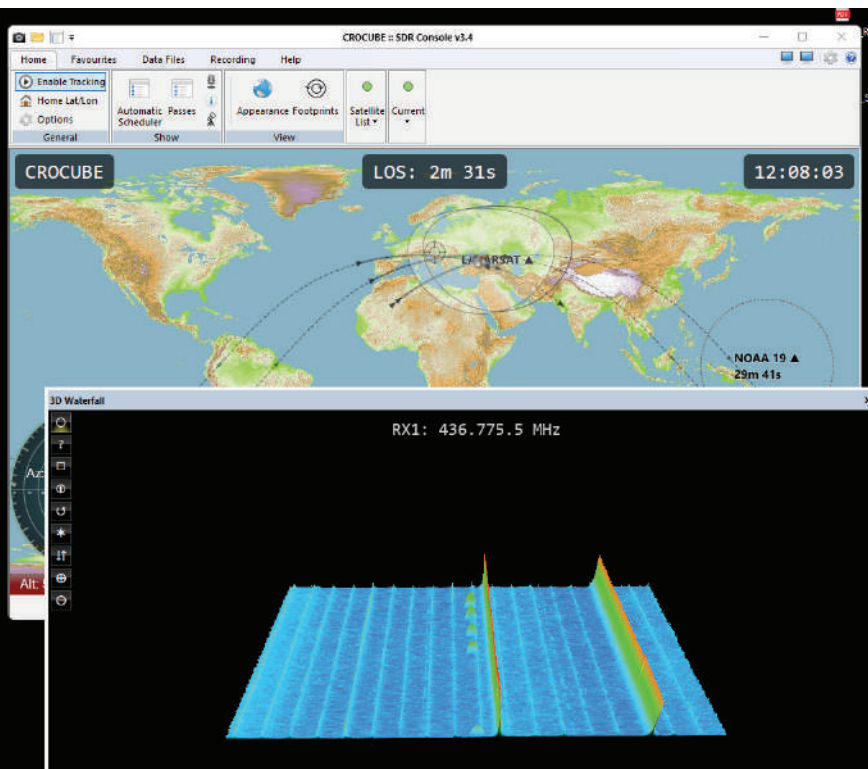 CROCUBE :: SDR Console v3.4
Home Favourites Data Files Recording Help
Enable Tracking
Home Lat/Lon
Options
General
Automatic Scheduler
Passes
Show
Appearance Footprints
View
Satellite List
Current
CROCUBE
LOS: 2m 31s
12:08:03
NOAA 19 ▲
29m 41s
3D Waterfall
RX1: 436.775.5 MHz
Az:
Alt: